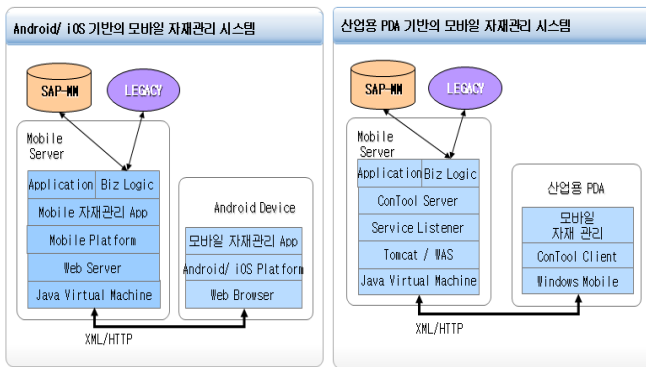 Android/ iOS 기반의 모바일 자재관리 시스템
SAP-MM
LEGACY
Mobile
Server
Application
Biz Logic
Mobile 자재관리 App
Mobile Platform
Web Server
Java Virtual Machine
Android Device
모바일 자재관리 App
Android/ iOS Platform
Web Browser
XML/HTTP
산업용 PDA 기반의 모바일 자재관리 시스템
SAP-MM
LEGACY
Mobile
Server
Application
Biz Logic
ConTool Server
Service Listener
Tomcat / WAS
Java Virtual Machine
산업용 PDA
모바일
자재 관리
ConTool Client
Windows Mobile
XML/HTTP